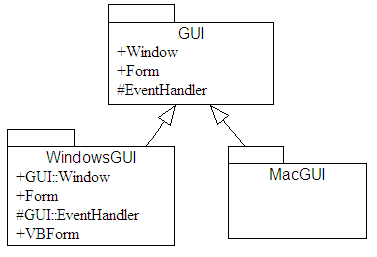 GUI
+Window
+Form
#EventHandler
WindowsGUI
+GUI::Window
+Form
#GUI::EventHandler
+VBForm
MacGUI